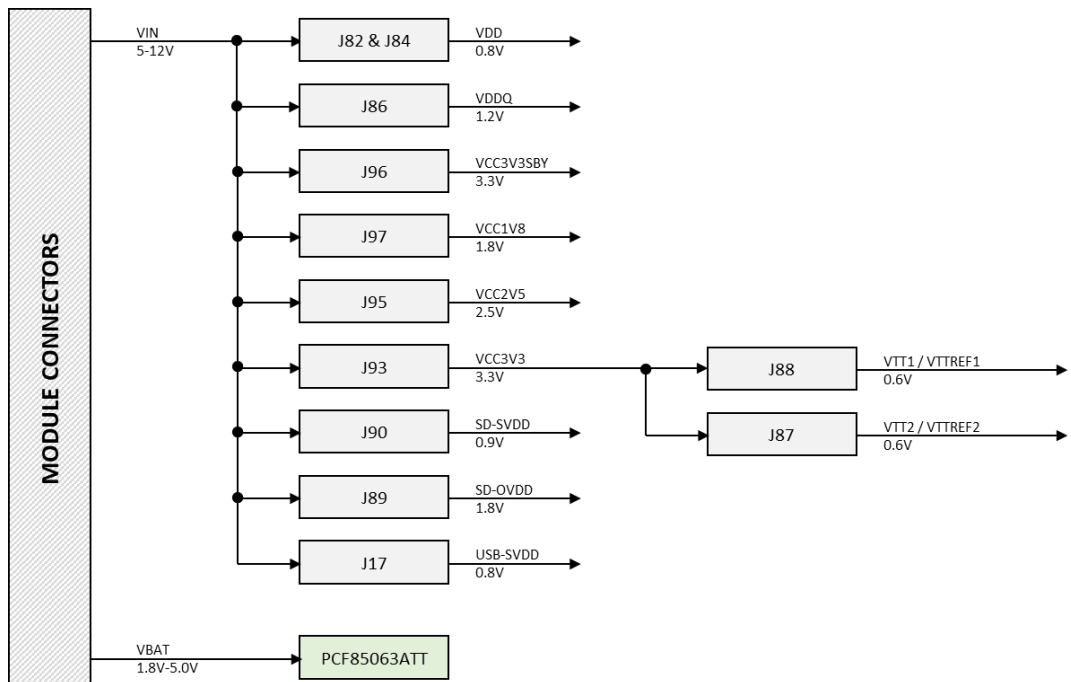 VIN
5-12V
J82 & J84
VDD
0.8V
J86
VDDQ
1.2V
J96
VCC3V3SBY
3.3V
J97
VCC1V8
1.8V
MODULE CONNECTORS
J95
VCC2V5
2.5V
J93
VCC3V3
3.3V
J88
VTT1 / VTTREF1
0.6V
J87
VTT2 / VTTREF2
0.6V
J90
SD-SVDD
0.9V
J89
SD-OVDD
1.8V
J17
USB-SVDD
0.8V
VBAT
1.8V-5.0V
PCF85063ATT